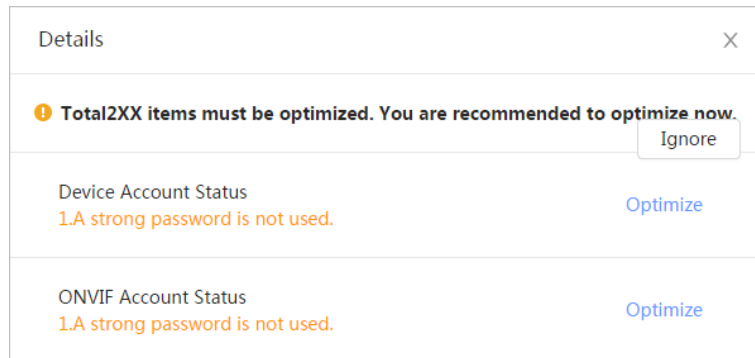 Details
Total2XX items must be optimized. You are recommended to optimize now.
Ignore
Device Account Status
1.A strong password is not used.
Optimize
ONVIF Account Status
1.A strong password is not used.
Optimize